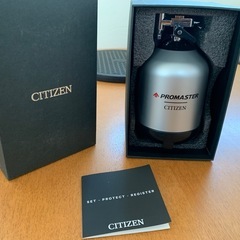 CITIZEN
PROMASTER
CITIZEN
SET - PROTECT - REGISTER
CITIZEN